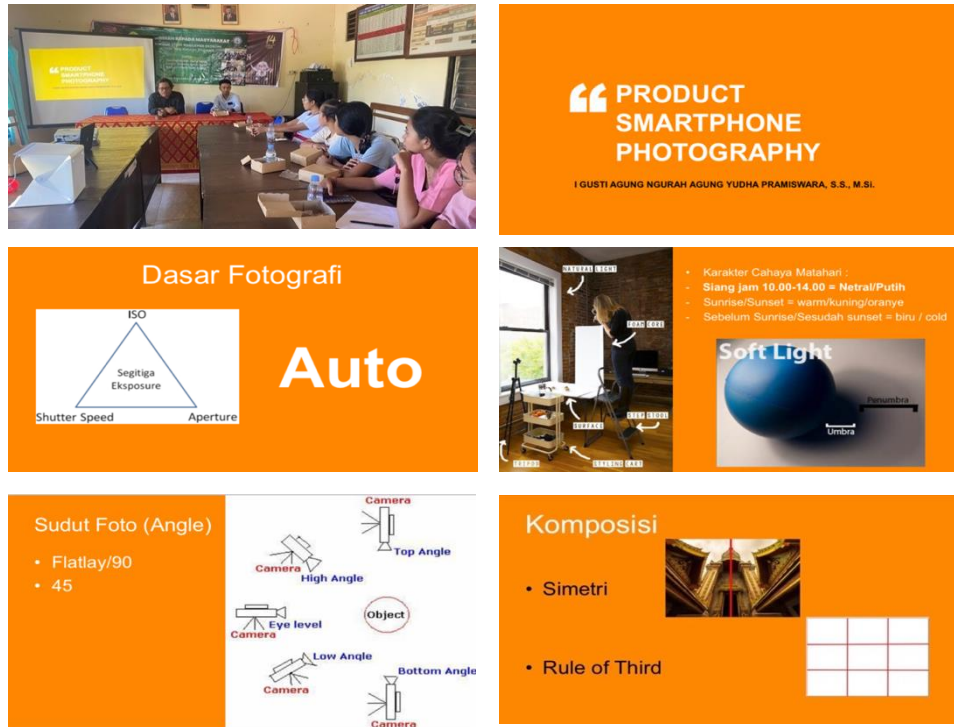 KEPADA MASYARAKAT
“ PRODUCT
SMARTPHONE
PHOTOGRAPHY
“ PRODUCT
SMARTPHONE
PHOTOGRAPHY
I GUSTI AGUNG NGURAH AGUNG YUDHA PRAMISWARA, S.S., M.Si.
Dasar Fotografi
ISO
Segitiga
Eksposure
Shutter Speed
Aperture
Auto
NATURAL LIGHT
FOAM CORE
STEP STOOL
SURFACE
TRIPOD
STYLING CART
• Karakter Cahaya Matahari :
- Siang jam 10.00-14.00 = Netral/Putih
- Sunrise/Sunset = warm/kuning/oranye
- Sebelum Sunrise/Sesudah sunset = biru / cold
Soft Light
Penumbra
Umbra
Sudut Foto (Angle)
• Flatlay/90
• 45
Camera
Top Angle
Camera
High Angle
Object
Eye level
Camera
Low Angle
Camera
Bottom Angle
Camera
Komposisi
• Simetri
• Rule of Third